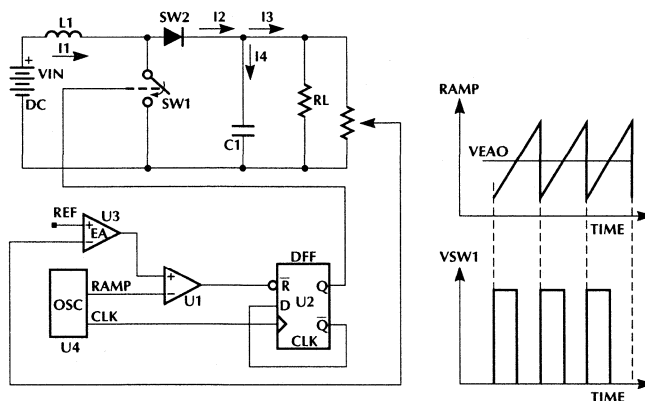 L1
SW2
I2
I3
I1
I4
+
VIN
DC
SW1
RL
C1
RAMP
VEAO
TIME
REF
U3
+
EA
−
DFF
+
−
U1
R̅
Q
D
U2
Q̅
CLK
OSC
RAMP
CLK
U4
VSW1
TIME